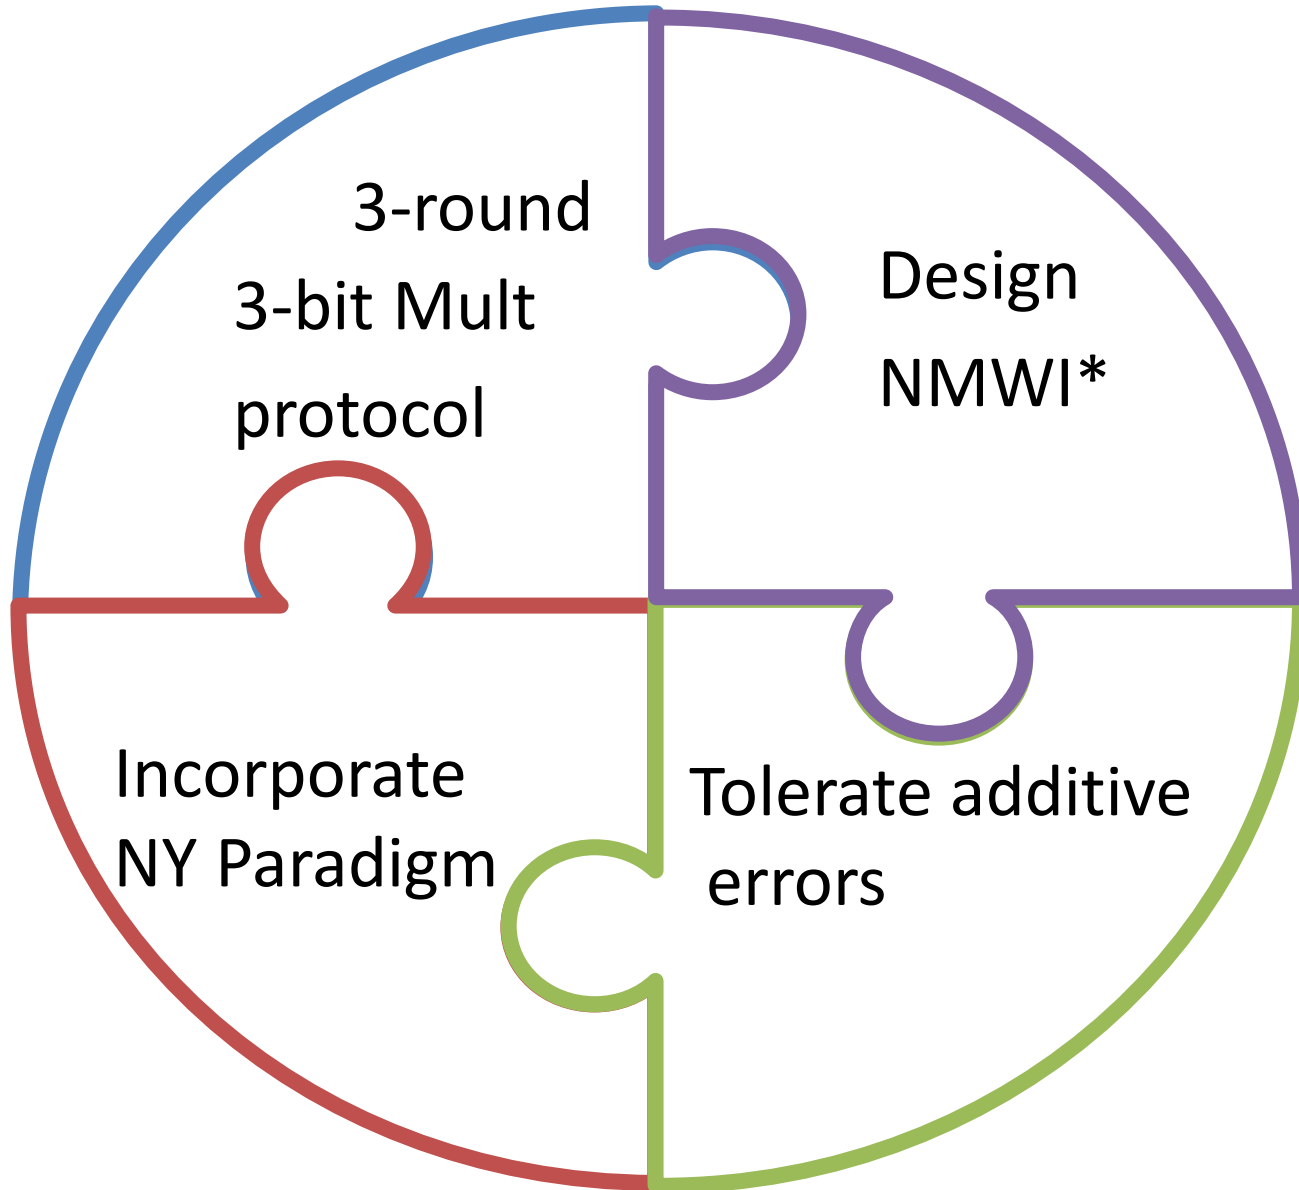 3-round
3-bit Mult
protocol
Design
NMWI*
Incorporate
NY Paradigm
Tolerate additive
errors